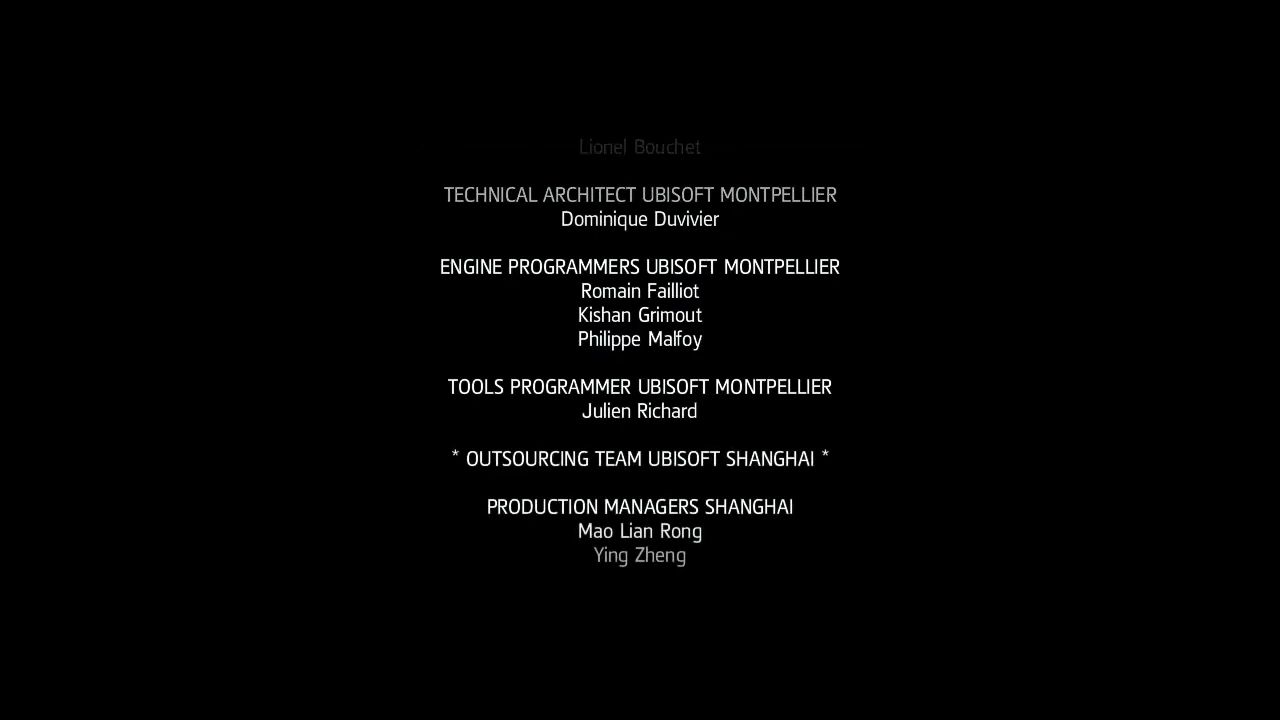 Lionel Bouchet
TECHNICAL ARCHITECT UBISOFT MONTPELLIER
Dominique Duvivier
ENGINE PROGRAMMERS UBISOFT MONTPELLIER
Romain Failliot
Kishan Grimout
Philippe Malfoy
TOOLS PROGRAMMER UBISOFT MONTPELLIER
Julien Richard
* OUTSOURCING TEAM UBISOFT SHANGHAI *
PRODUCTION MANAGERS SHANGHAI
Mao Lian Rong
Ying Zheng